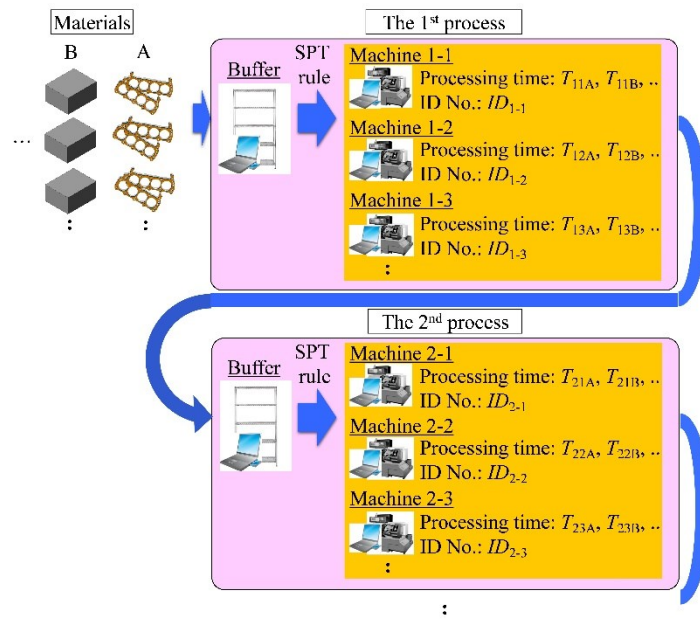 Materials
B A
...
:
:
The 1st process
Buffer
SPT
rule
Machine 1-1
Processing time: T11A, T11B, ..
ID No.: ID1-1
Machine 1-2
Processing time: T12A, T12B, ..
ID No.: ID1-2
Machine 1-3
Processing time: T13A, T13B, ..
ID No.: ID1-3
:
The 2nd process
Buffer
SPT
rule
Machine 2-1
Processing time: T21A, T21B, ..
ID No.: ID2-1
Machine 2-2
Processing time: T22A, T22B, ..
ID No.: ID2-2
Machine 2-3
Processing time: T23A, T23B, ..
ID No.: ID2-3
:
: